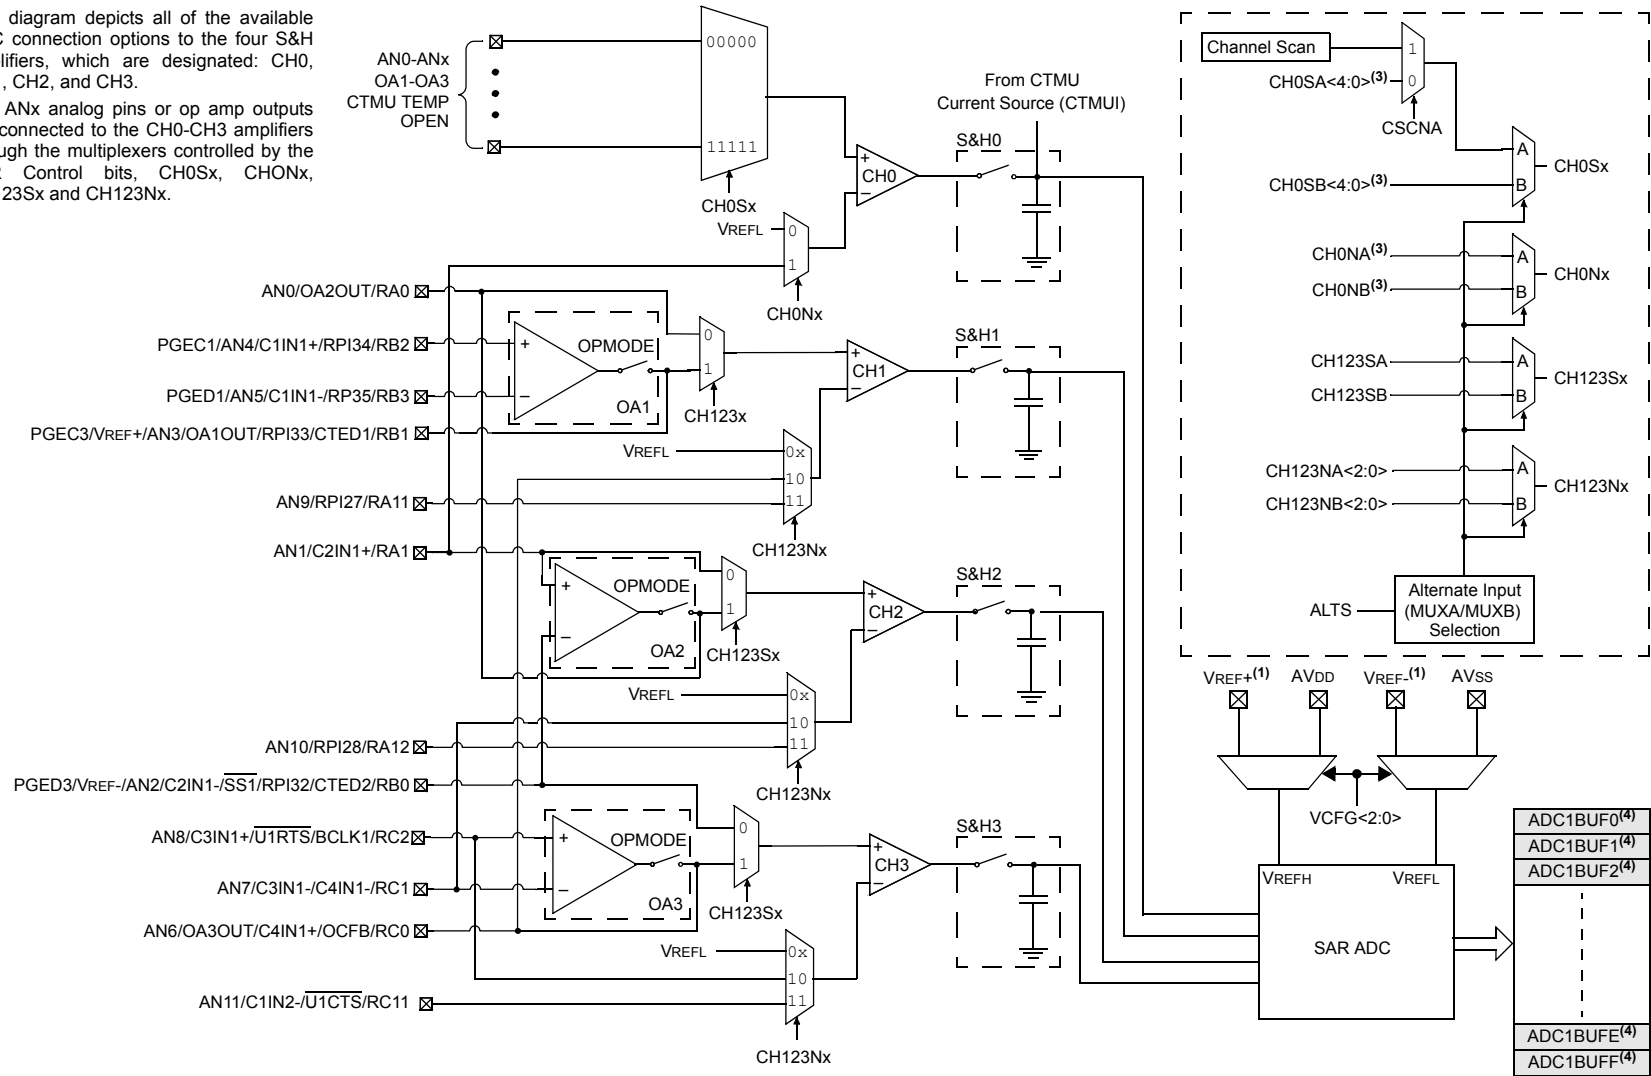 diagram depicts all of the available
connection options to the four S&H
which are designated: CH0,
, CH2, and CH3.
ANx analog pins or op amp outputs
connected to the CH0-CH3 amplifiers
the multiplexers controlled by the
Control bits, CH0Sx, CHONx,
23Sx and CH123Nx.
AN0-ANx
OA1-OA3
CTMU TEMP
OPEN
00000
11111
CH0Sx
From CTMU
Current Source (CTMUI)
S&H0
+
CH0
–
VREFL
0
1
CH0Nx
AN0/OA2OUT/RA0
PGEC1/AN4/C1IN1+/RPI34/RB2
PGED1/AN5/C1IN1-/RP35/RB3
PGEC3/VREF+/AN3/OA1OUT/RPI33/CTED1/RB1
+
–
OPMODE
OA1
0
1
CH123x
S&H1
+
CH1
–
VREFL
0x
10
11
CH123Nx
AN9/RPI27/RA11
AN1/C2IN1+/RA1
+
–
OPMODE
OA2
0
1
CH123Sx
S&H2
+
CH2
–
VREFL
0x
10
11
CH123Nx
AN10/RPI28/RA12
PGED3/VREF-/AN2/C2IN1-/SS1/RPI32/CTED2/RB0
AN8/C3IN1+/U1RTS/BCLK1/RC2
AN7/C3IN1-/C4IN1-/RC1
AN6/OA3OUT/C4IN1+/OCFB/RC0
+
–
OPMODE
OA3
0
1
CH123Sx
S&H3
+
CH3
–
VREFL
0x
10
11
CH123Nx
AN11/C1IN2-/U1CTS/RC11
Channel Scan
1
CH0SA<4:0>(3)
0
CSCNA
A
CH0SB<4:0>(3)
B
CH0Sx
CH0NA(3)
A
CH0NB(3)
B
CH0Nx
CH123SA
A
CH123SB
B
CH123Sx
CH123NA<2:0>
A
CH123NB<2:0>
B
CH123Nx
ALTS
Alternate Input
(MUXA/MUXB)
Selection
VREF+(1)
AVDD
VREF-(1)
AVSS
VCFG<2:0>
VREFH
VREFL
SAR ADC
ADC1BUF0(4)
ADC1BUF1(4)
ADC1BUF2(4)
ADC1BUFE(4)
ADC1BUFF(4)